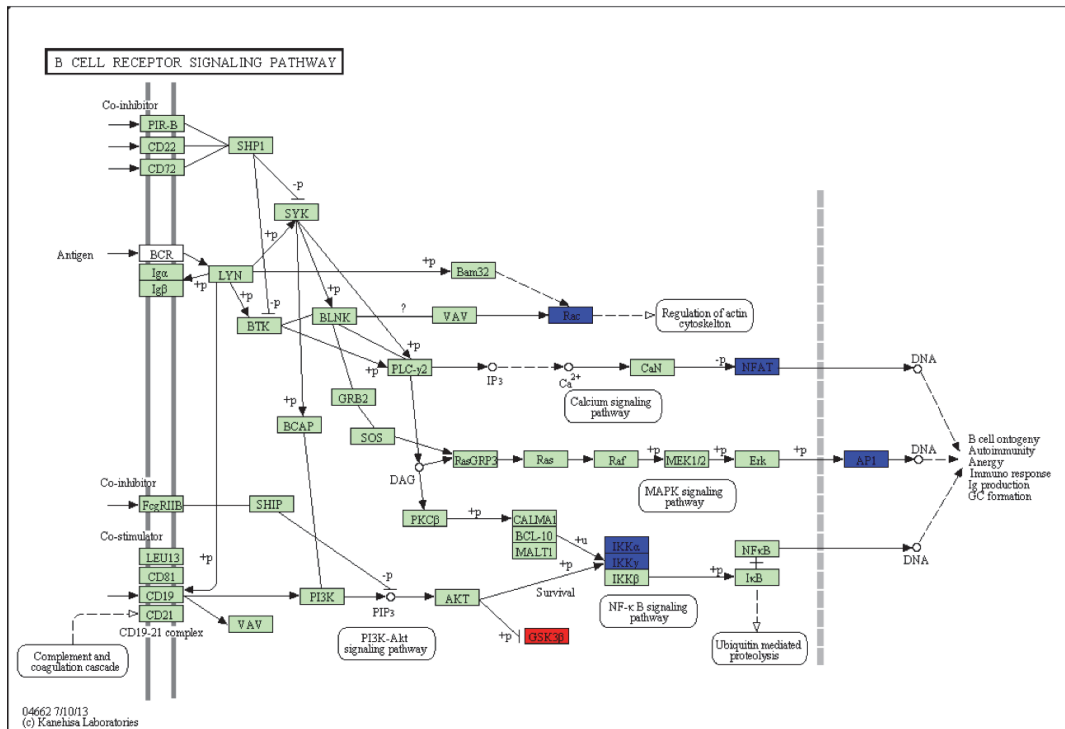 B CELL RECEPTOR SIGNALING PATHWAY
Co-inhibitor
PIR-B
CD22
SHP1
CD72
-p
SYK
+p
Antigen
BCR
Igα
LYN
+p
Bam32
Igβ
+p
+p
-p
+p
BTK
BLNK
?
VAV
Rac
Regulation of actin
cytoskelton
+p
+p
PLC-γ2
IP3
Ca2+
CaN
-p
NFAT
DNA
Calcium signaling
pathway
GRB2
+p
BCAP
SOS
RasGRP3
Ras
Raf
+p
MEK1/2
+p
Erk
+p
AP1
DNA
B cell ontogeny
Autoimmunity
Anergy
Immuno response
Ig production
GC formation
DAG
MAPK signaling
pathway
Co-inhibitor
FcgRIIB
SHIP
PKCβ
+p
CALMA1
BCL-10
MALT1
+u
IKKα
IKKγ
IKKβ
+p
+p
NFκB
IκB
DNA
Co-stimulator
LEU13
CD81
+p
CD19
CD21
CD19-21 complex
VAV
PI3K
-p
PIP3
AKT
Survival
NF-κB signaling
pathway
PI3K-Akt
signaling pathway
+p
GSK3β
Ubiquitin mediated
proteolysis
Complement and
coagulation cascade
04662 7/10/13
(c) Kanehisa Laboratories